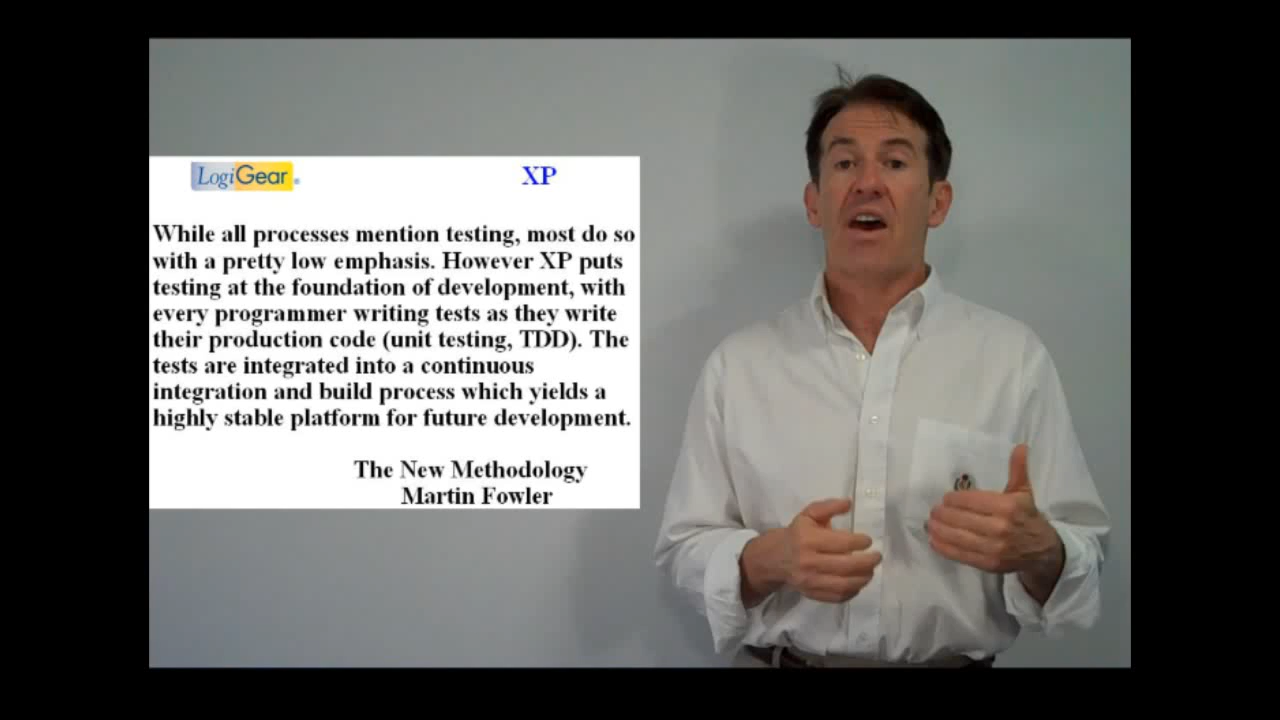 LogiGear®
XP
While all processes mention testing, most do so
with a pretty low emphasis. However XP puts
testing at the foundation of development, with
every programmer writing tests as they write
their production code (unit testing, TDD). The
tests are integrated into a continuous
integration and build process which yields a
highly stable platform for future development.
The New Methodology
Martin Fowler